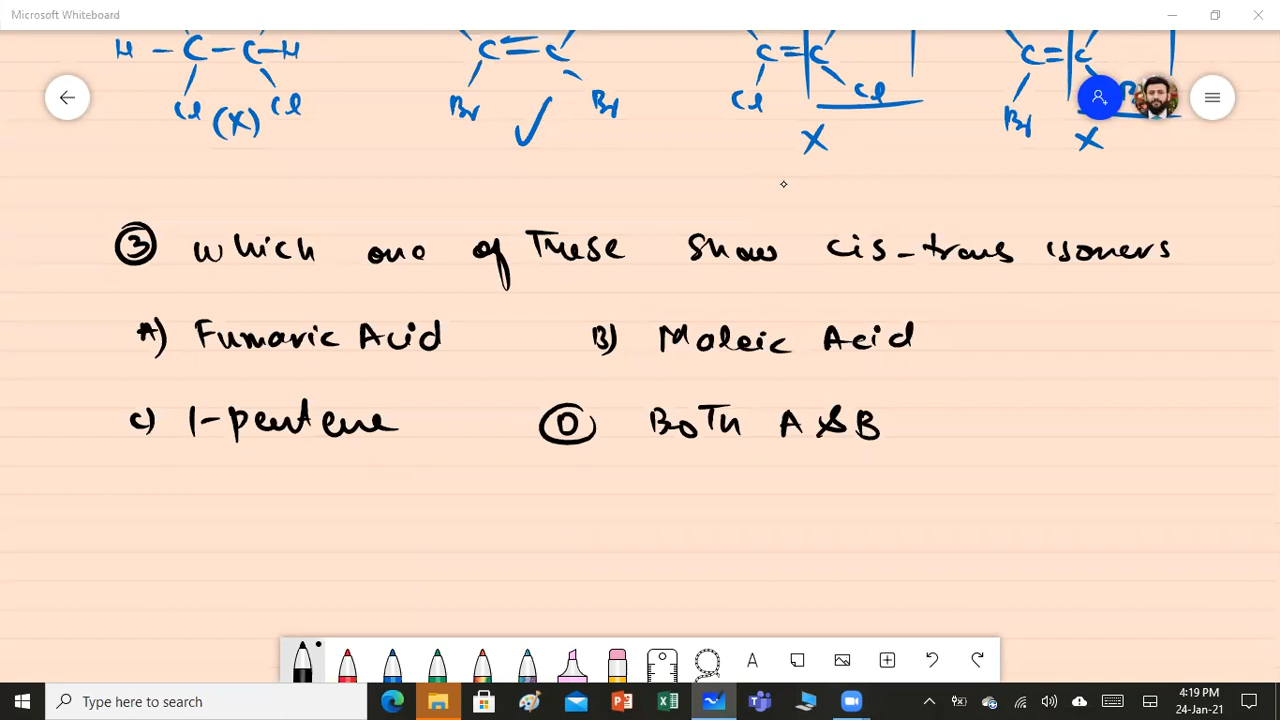 Microsoft Whiteboard
H - C - C - H C = C C = C C = C
Cl (X) Cl Br ✓ Br Cl Cl X Br B X
③ which one of These show cis-trans isomers
A) Fumaric Acid B) Maleic Acid
C) 1-pentene Ⓓ BoTh A & B
A
Type here to search
4:19 PM
24-Jan-21